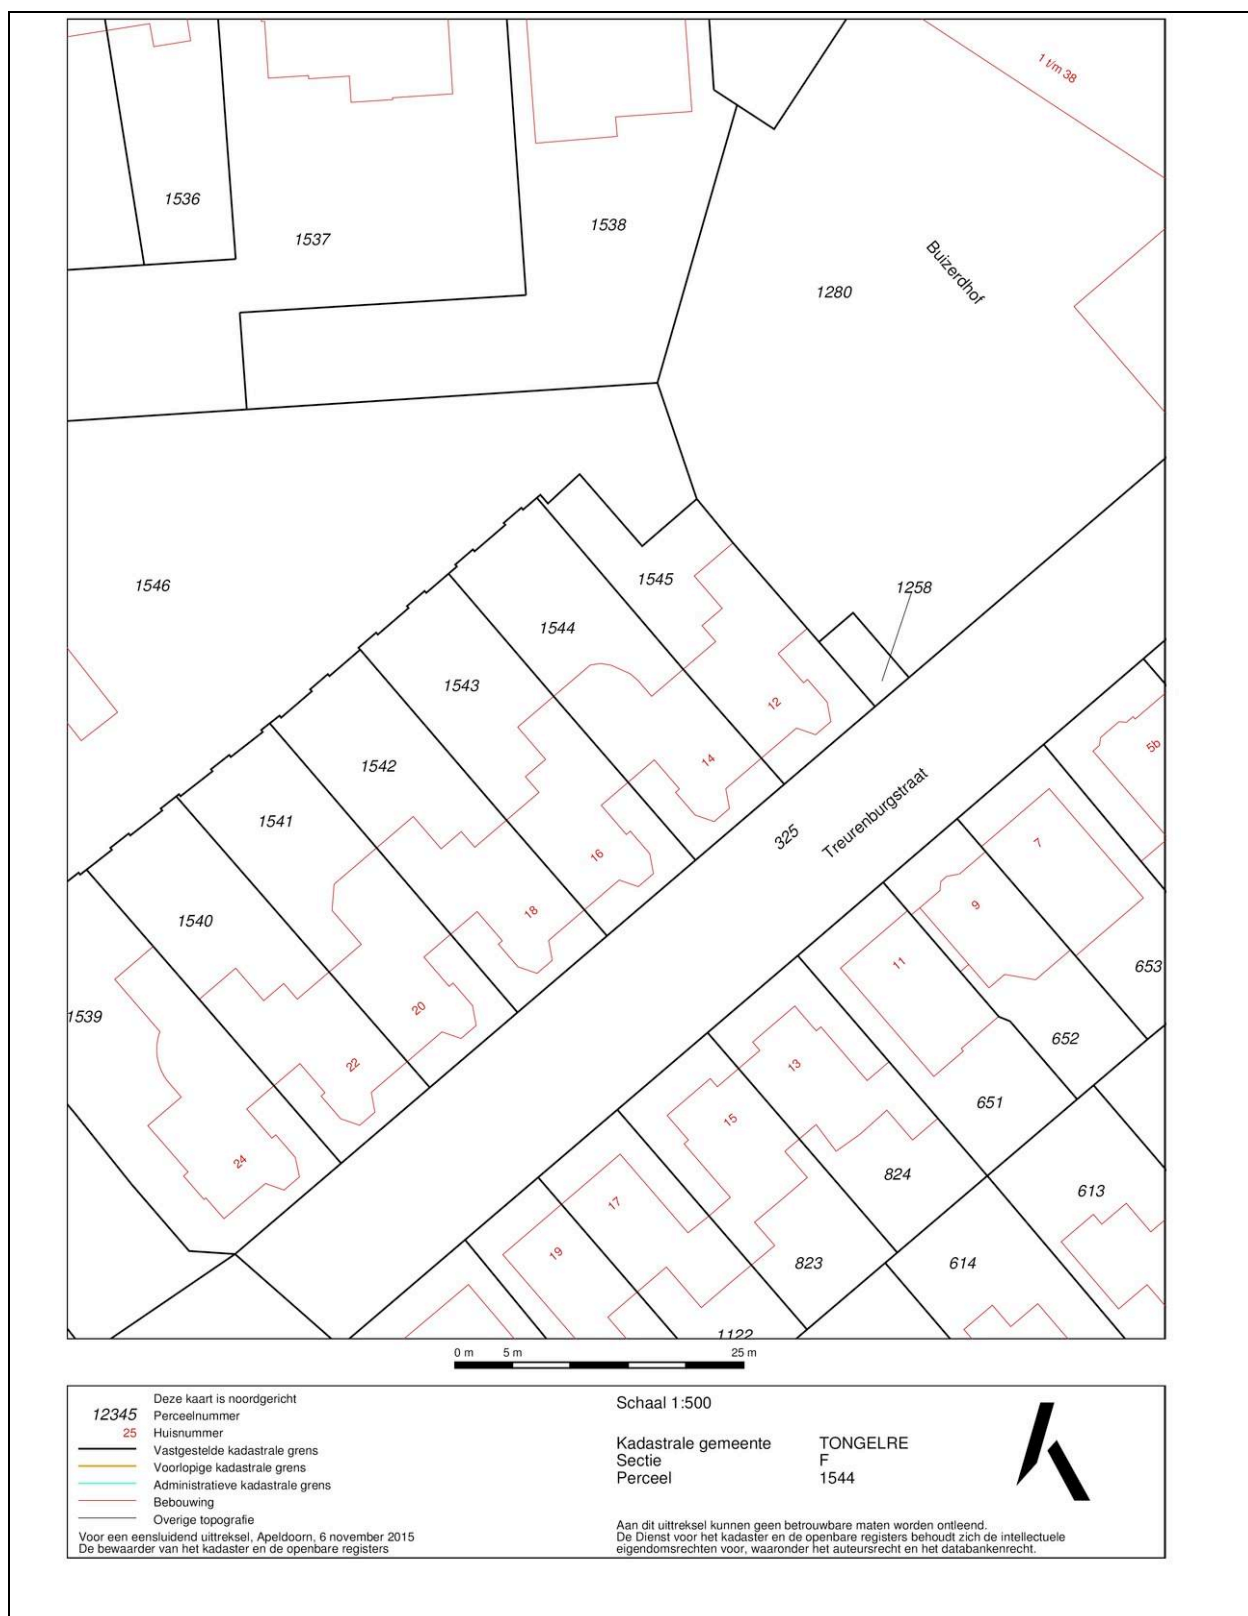 1 t/m 38
1536
1537
1538
Buizerdhof
1280
1546
1545
1258
1544
1543
12
5b
14
1542
325
Treurenburgstraat
1541
16
7
9
18
1540
11
653
20
1539
652
22
13
651
15
24
824
613
17
19
823
614
1122
0 m 5 m 25 m
Deze kaart is noordgericht
12345 Perceelnummer
25 Huisnummer
Vastgestelde kadastrale grens
Voorlopige kadastrale grens
Administratieve kadastrale grens
Bebouwing
Overige topografie
Voor een eensluidend uittreksel, Apeldoorn, 6 november 2015
De bewaarder van het kadaster en de openbare registers
Schaal 1:500
Kadastrale gemeente TONGELRE
Sectie F
Perceel 1544
Aan dit uittreksel kunnen geen betrouwbare maten worden ontleend.
De Dienst voor het kadaster en de openbare registers behoudt zich de intellectuele
eigendomsrechten voor, waaronder het auteursrecht en het databankenrecht.